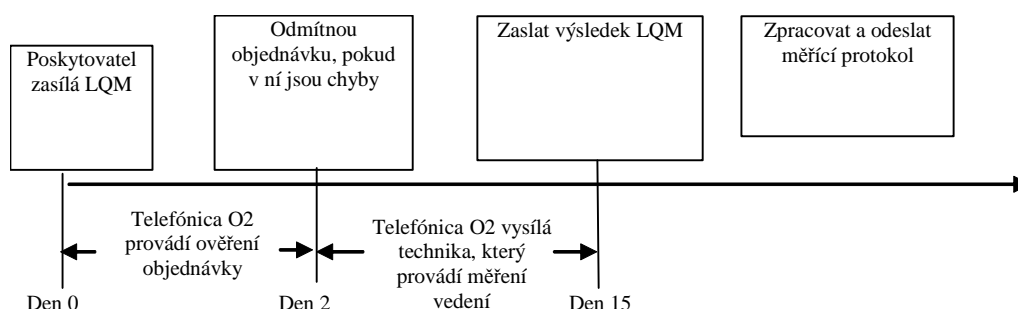 Poskytovatel
zasílá LQM
Odmítnou
objednávku, pokud
v ní jsou chyby
Zaslat výsledek LQM
Zpracovat a odeslat
měřící protokol
Telefónica O2
provádí ověření
objednávky
Telefónica O2 vysílá
technika, který
provádí měření
vedení
Den 0
Den 2
Den 15